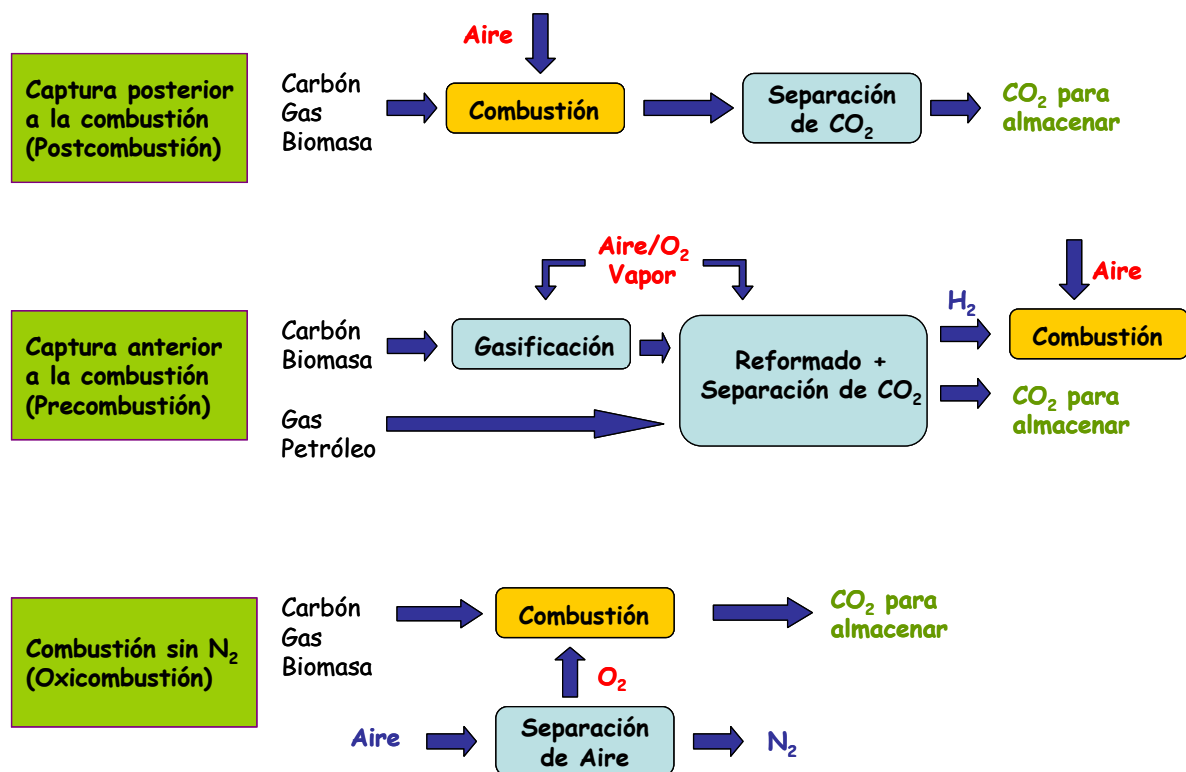 Aire
Captura posterior
a la combustión
(Postcombustión)
Carbón
Gas
Biomasa
Combustión
Separación
de CO₂
CO₂ para
almacenar
Aire/O₂
Vapor
Aire
Captura anterior
a la combustión
(Precombustión)
Carbón
Biomasa
Gasificación
Gas
Petróleo
Reformado +
Separación de CO₂
H₂
Combustión
CO₂ para
almacenar
Combustión sin N₂
(Oxicombustión)
Carbón
Gas
Biomasa
Combustión
CO₂ para
almacenar
O₂
Aire
Separación
de Aire
N₂